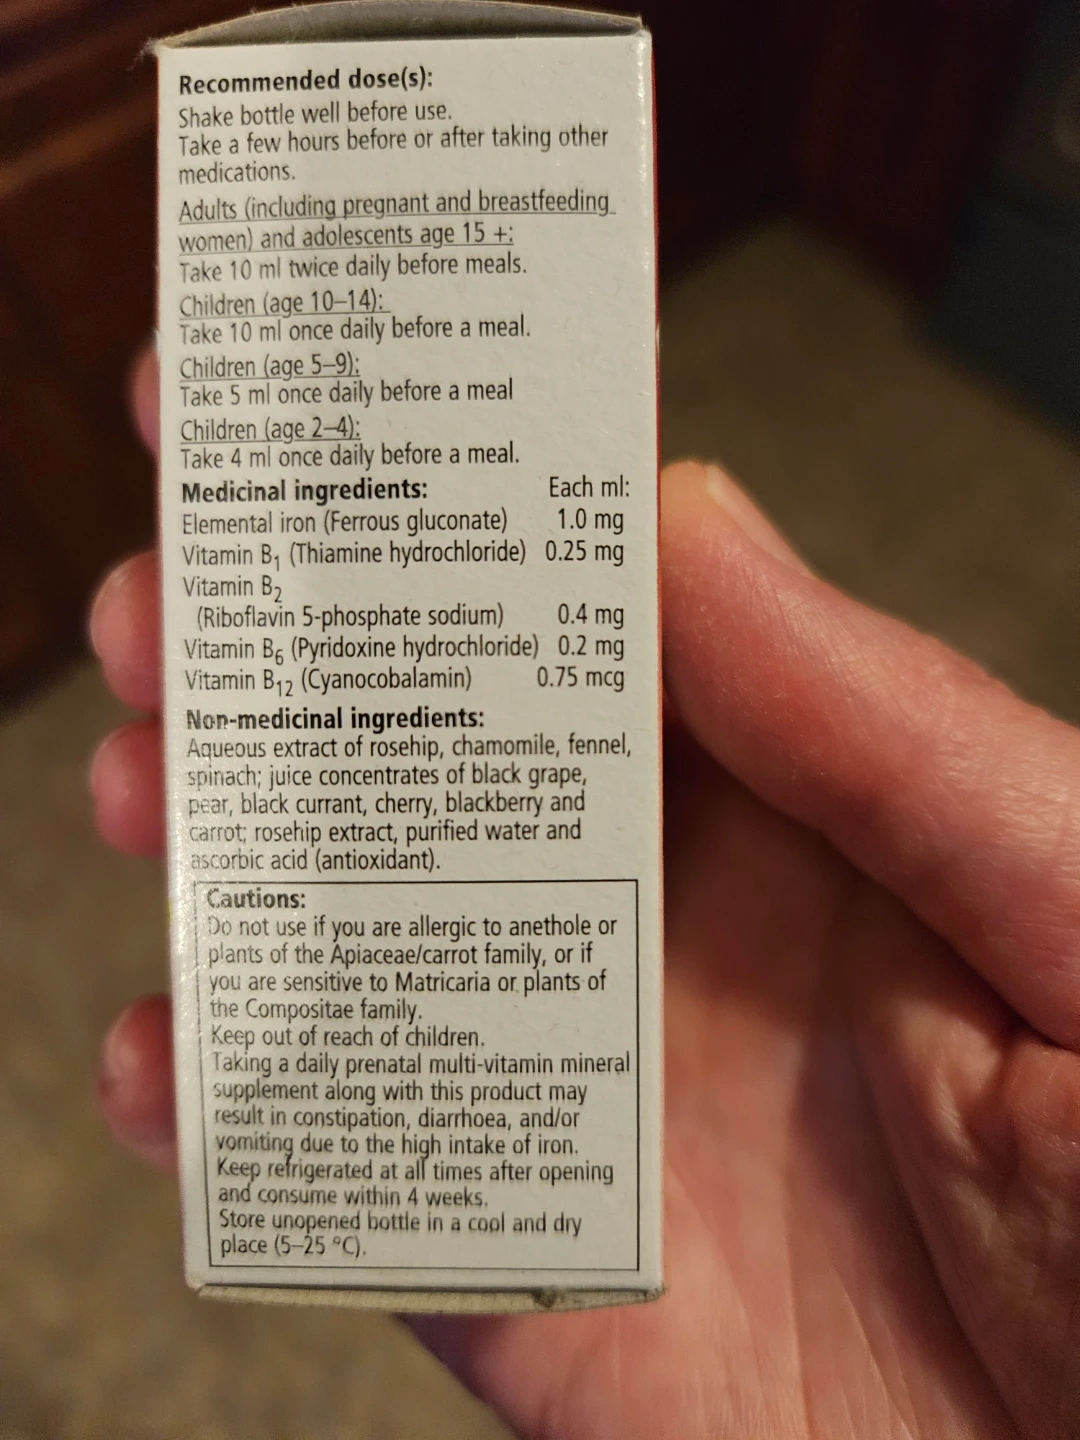 Recommended dose(s):
Shake bottle well before use.
Take a few hours before or after taking other
medications.
Adults (including pregnant and breastfeeding
women) and adolescents age 15 +:
Take 10 ml twice daily before meals.
Children (age 10–14):
Take 10 ml once daily before a meal.
Children (age 5–9):
Take 5 ml once daily before a meal
Children (age 2–4):
Take 4 ml once daily before a meal.
Medicinal ingredients: Each ml:
Elemental iron (Ferrous gluconate) 1.0 mg
Vitamin B₁ (Thiamine hydrochloride) 0.25 mg
Vitamin B₂
(Riboflavin 5-phosphate sodium) 0.4 mg
Vitamin B₆ (Pyridoxine hydrochloride) 0.2 mg
Vitamin B₁₂ (Cyanocobalamin) 0.75 mcg
Non-medicinal ingredients:
Aqueous extract of rosehip, chamomile, fennel,
spinach; juice concentrates of black grape,
pear, black currant, cherry, blackberry and
carrot; rosehip extract, purified water and
ascorbic acid (antioxidant).
Cautions:
Do not use if you are allergic to anethole or
plants of the Apiaceae/carrot family, or if
you are sensitive to Matricaria or plants of
the Compositae family.
Keep out of reach of children.
Taking a daily prenatal multi-vitamin mineral
supplement along with this product may
result in constipation, diarrhoea, and/or
vomiting due to the high intake of iron.
Keep refrigerated at all times after opening
and consume within 4 weeks.
Store unopened bottle in a cool and dry
place (5–25 °C).